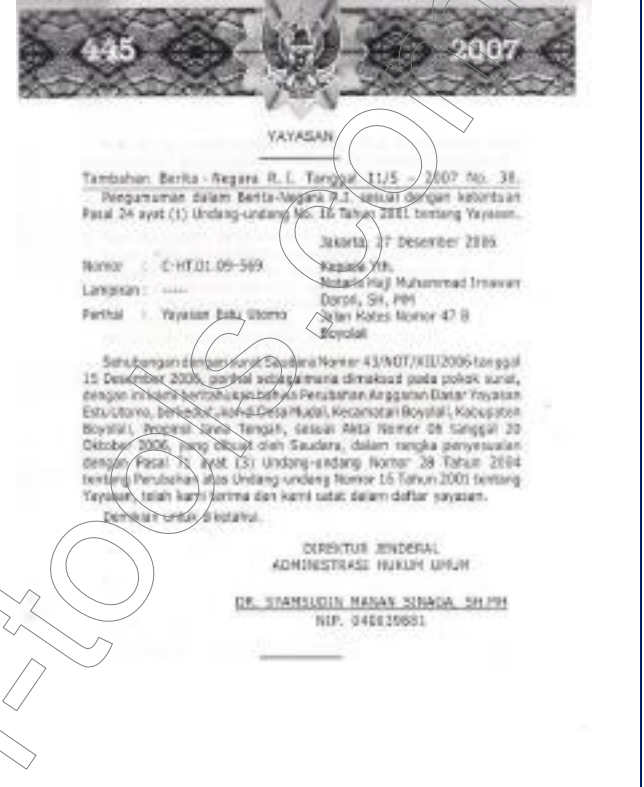 445 2007
YAYASAN
Tambahan Berita-Negara R.I. Tanggal 11/5 - 2007 No. 38.
Pengumuman dalam Berita-Negara R.I. sesuai dengan ketentuan
Pasal 24 ayat (1) Undang-undang No. 16 Tahun 2001 tentang Yayasan.
Jakarta, 27 Desember 2006
Nomor : C-HT.01.09-569
Kepada Yth.
Lampiran : -----
Notaris Haji Muhammad Irnawan
Darori, SH, MM
Perihal : Yayasan Estu Utomo
Jalan Kates Nomor 47 B
Boyolali
Sehubungan dengan surat Saudara Nomor 43/NOT/XII/2006 tanggal
15 Desember 2006, perihal sebagaimana dimaksud pada pokok surat,
dengan ini kami beritahukan bahwa Perubahan Anggaran Dasar Yayasan
Estu Utomo, berkedudukan di Desa Mudal, Kecamatan Boyolali, Kabupaten
Boyolali, Propinsi Jawa Tengah, sesuai Akta Nomor 06 tanggal 20
Oktober 2006, yang dibuat oleh Saudara, dalam rangka penyesuaian
dengan Pasal 71 ayat (3) Undang-undang Nomor 28 Tahun 2004
tentang Perubahan atas Undang-undang Nomor 16 Tahun 2001 tentang
Yayasan, telah kami terima dan kami catat dalam daftar yayasan.
Demikian untuk diketahui.
DIREKTUR JENDERAL
ADMINISTRASI HUKUM UMUM
DR. SYAMSUDIN MANAN SINAGA, SH.MH
NIP.